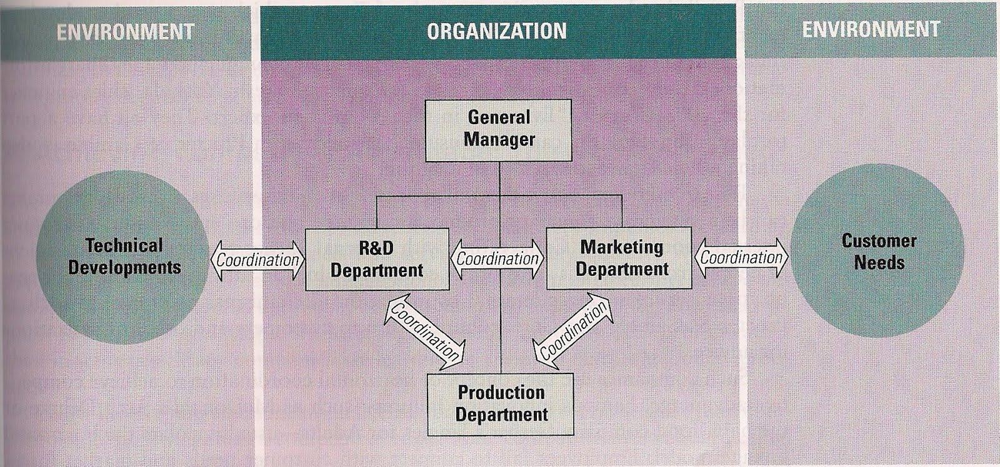 ENVIRONMENT
ORGANIZATION
ENVIRONMENT
General
Manager
Technical
Developments
Coordination
R&D
Department
Coordination
Marketing
Department
Coordination
Customer
Needs
Coordination
Coordination
Production
Department